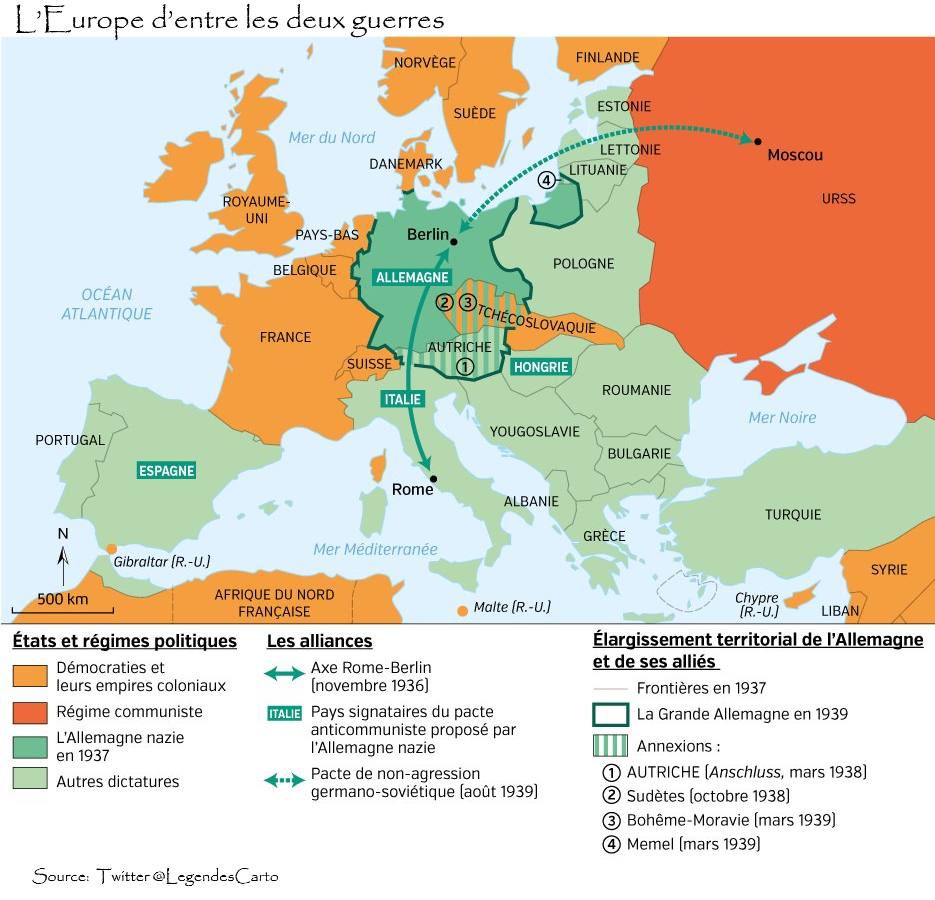 L'Europe d'entre les deux guerres
NORVÈGE
FINLANDE
SUÈDE
ESTONIE
Mer du Nord
LETTONIE
Moscou
DANEMARK
LITUANIE
4
URSS
ROYAUME-
UNI
PAYS-BAS
Berlin
BELGIQUE
ALLEMAGNE
POLOGNE
OCÉAN
ATLANTIQUE
2
3
TCHÉCOSLOVAQUIE
FRANCE
AUTRICHE
1
SUISSE
HONGRIE
ITALIE
ROUMANIE
Mer Noire
PORTUGAL
YOUGOSLAVIE
BULGARIE
ESPAGNE
Rome
ALBANIE
TURQUIE
GRÈCE
N
Mer Méditerranée
Gibraltar (R.-U.)
SYRIE
500 km
AFRIQUE DU NORD
FRANÇAISE
Malte (R.-U.)
Chypre
(R.-U.)
LIBAN
États et régimes politiques
Démocraties et
leurs empires coloniaux
Régime communiste
L'Allemagne nazie
en 1937
Autres dictatures
Les alliances
Axe Rome-Berlin
(novembre 1936)
ITALIE Pays signataires du pacte
anticommuniste proposé par
l'Allemagne nazie
Pacte de non-agression
germano-soviétique (août 1939)
Élargissement territorial de l'Allemagne
et de ses alliés
Frontières en 1937
La Grande Allemagne en 1939
Annexions :
1 AUTRICHE (Anschluss, mars 1938)
2 Sudètes (octobre 1938)
3 Bohême-Moravie (mars 1939)
4 Memel (mars 1939)
Source: Twitter @LegendesCarto